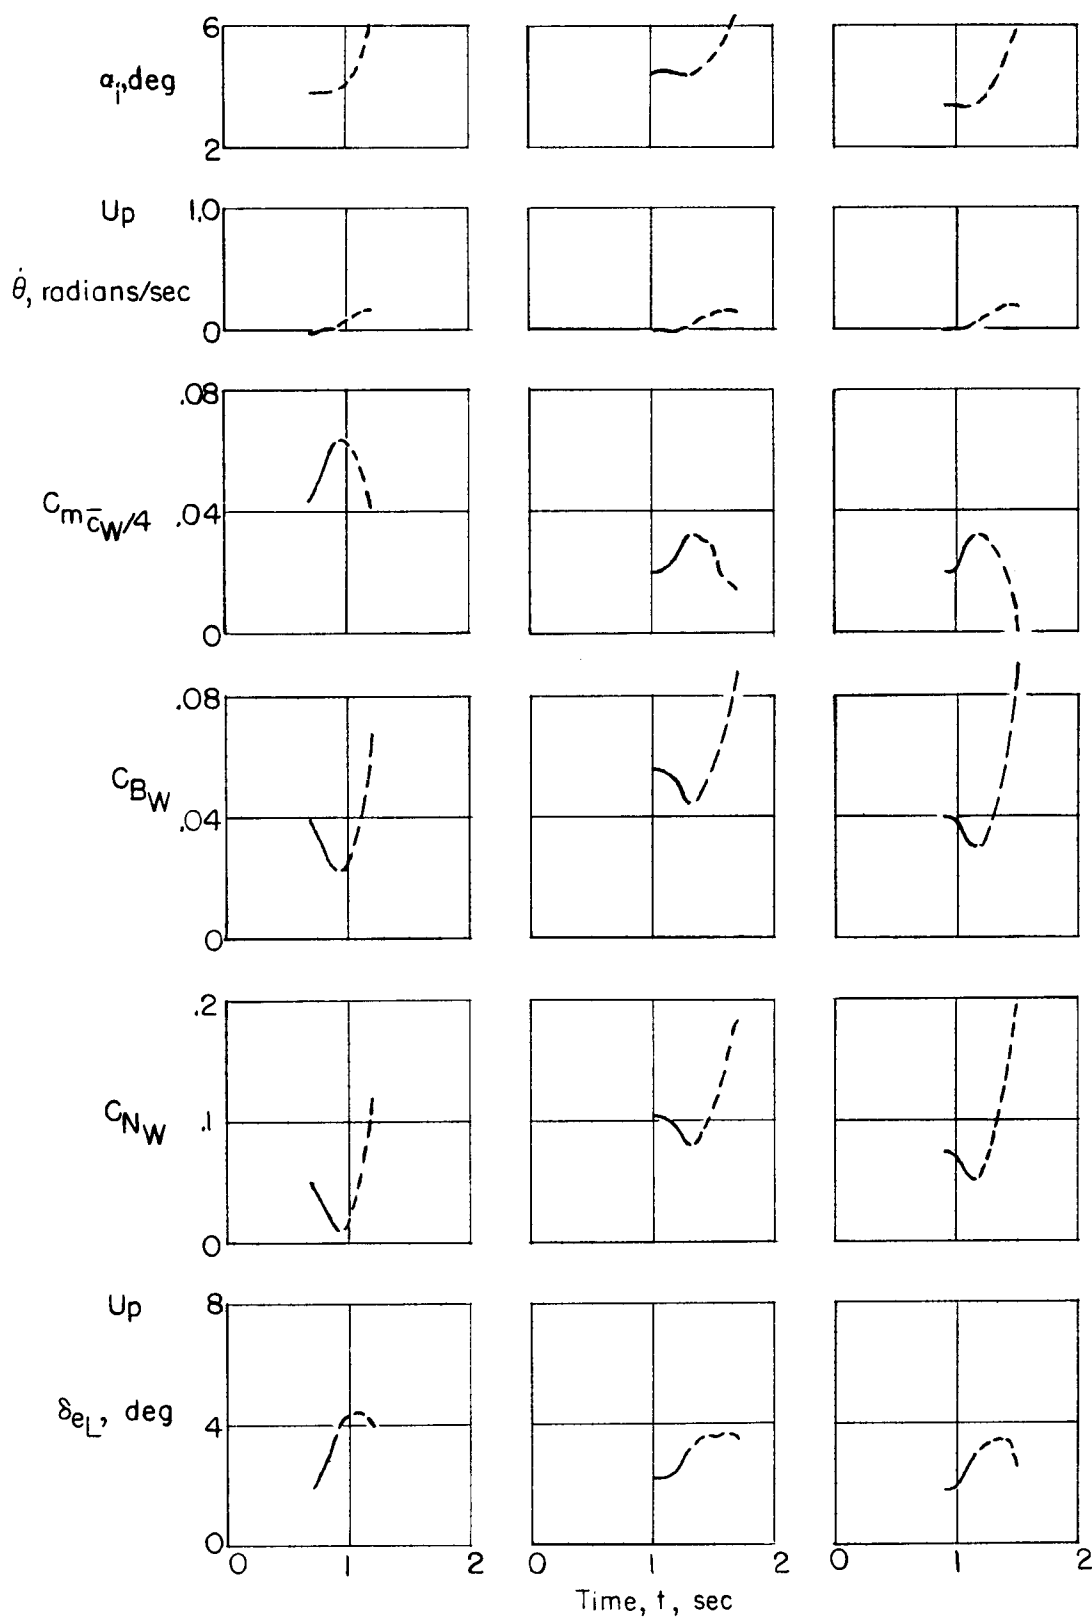 6
αᵢ, deg
2
Up 1.0
θ̇, radians/sec
0
.08
C_m c̄_W/4 .04
0
.08
C_B_W
.04
0
.2
C_N_W .1
0
Up 8
δ_e_L, deg 4
0
0 1 2 0 1 2 0 1 2
Time, t, sec